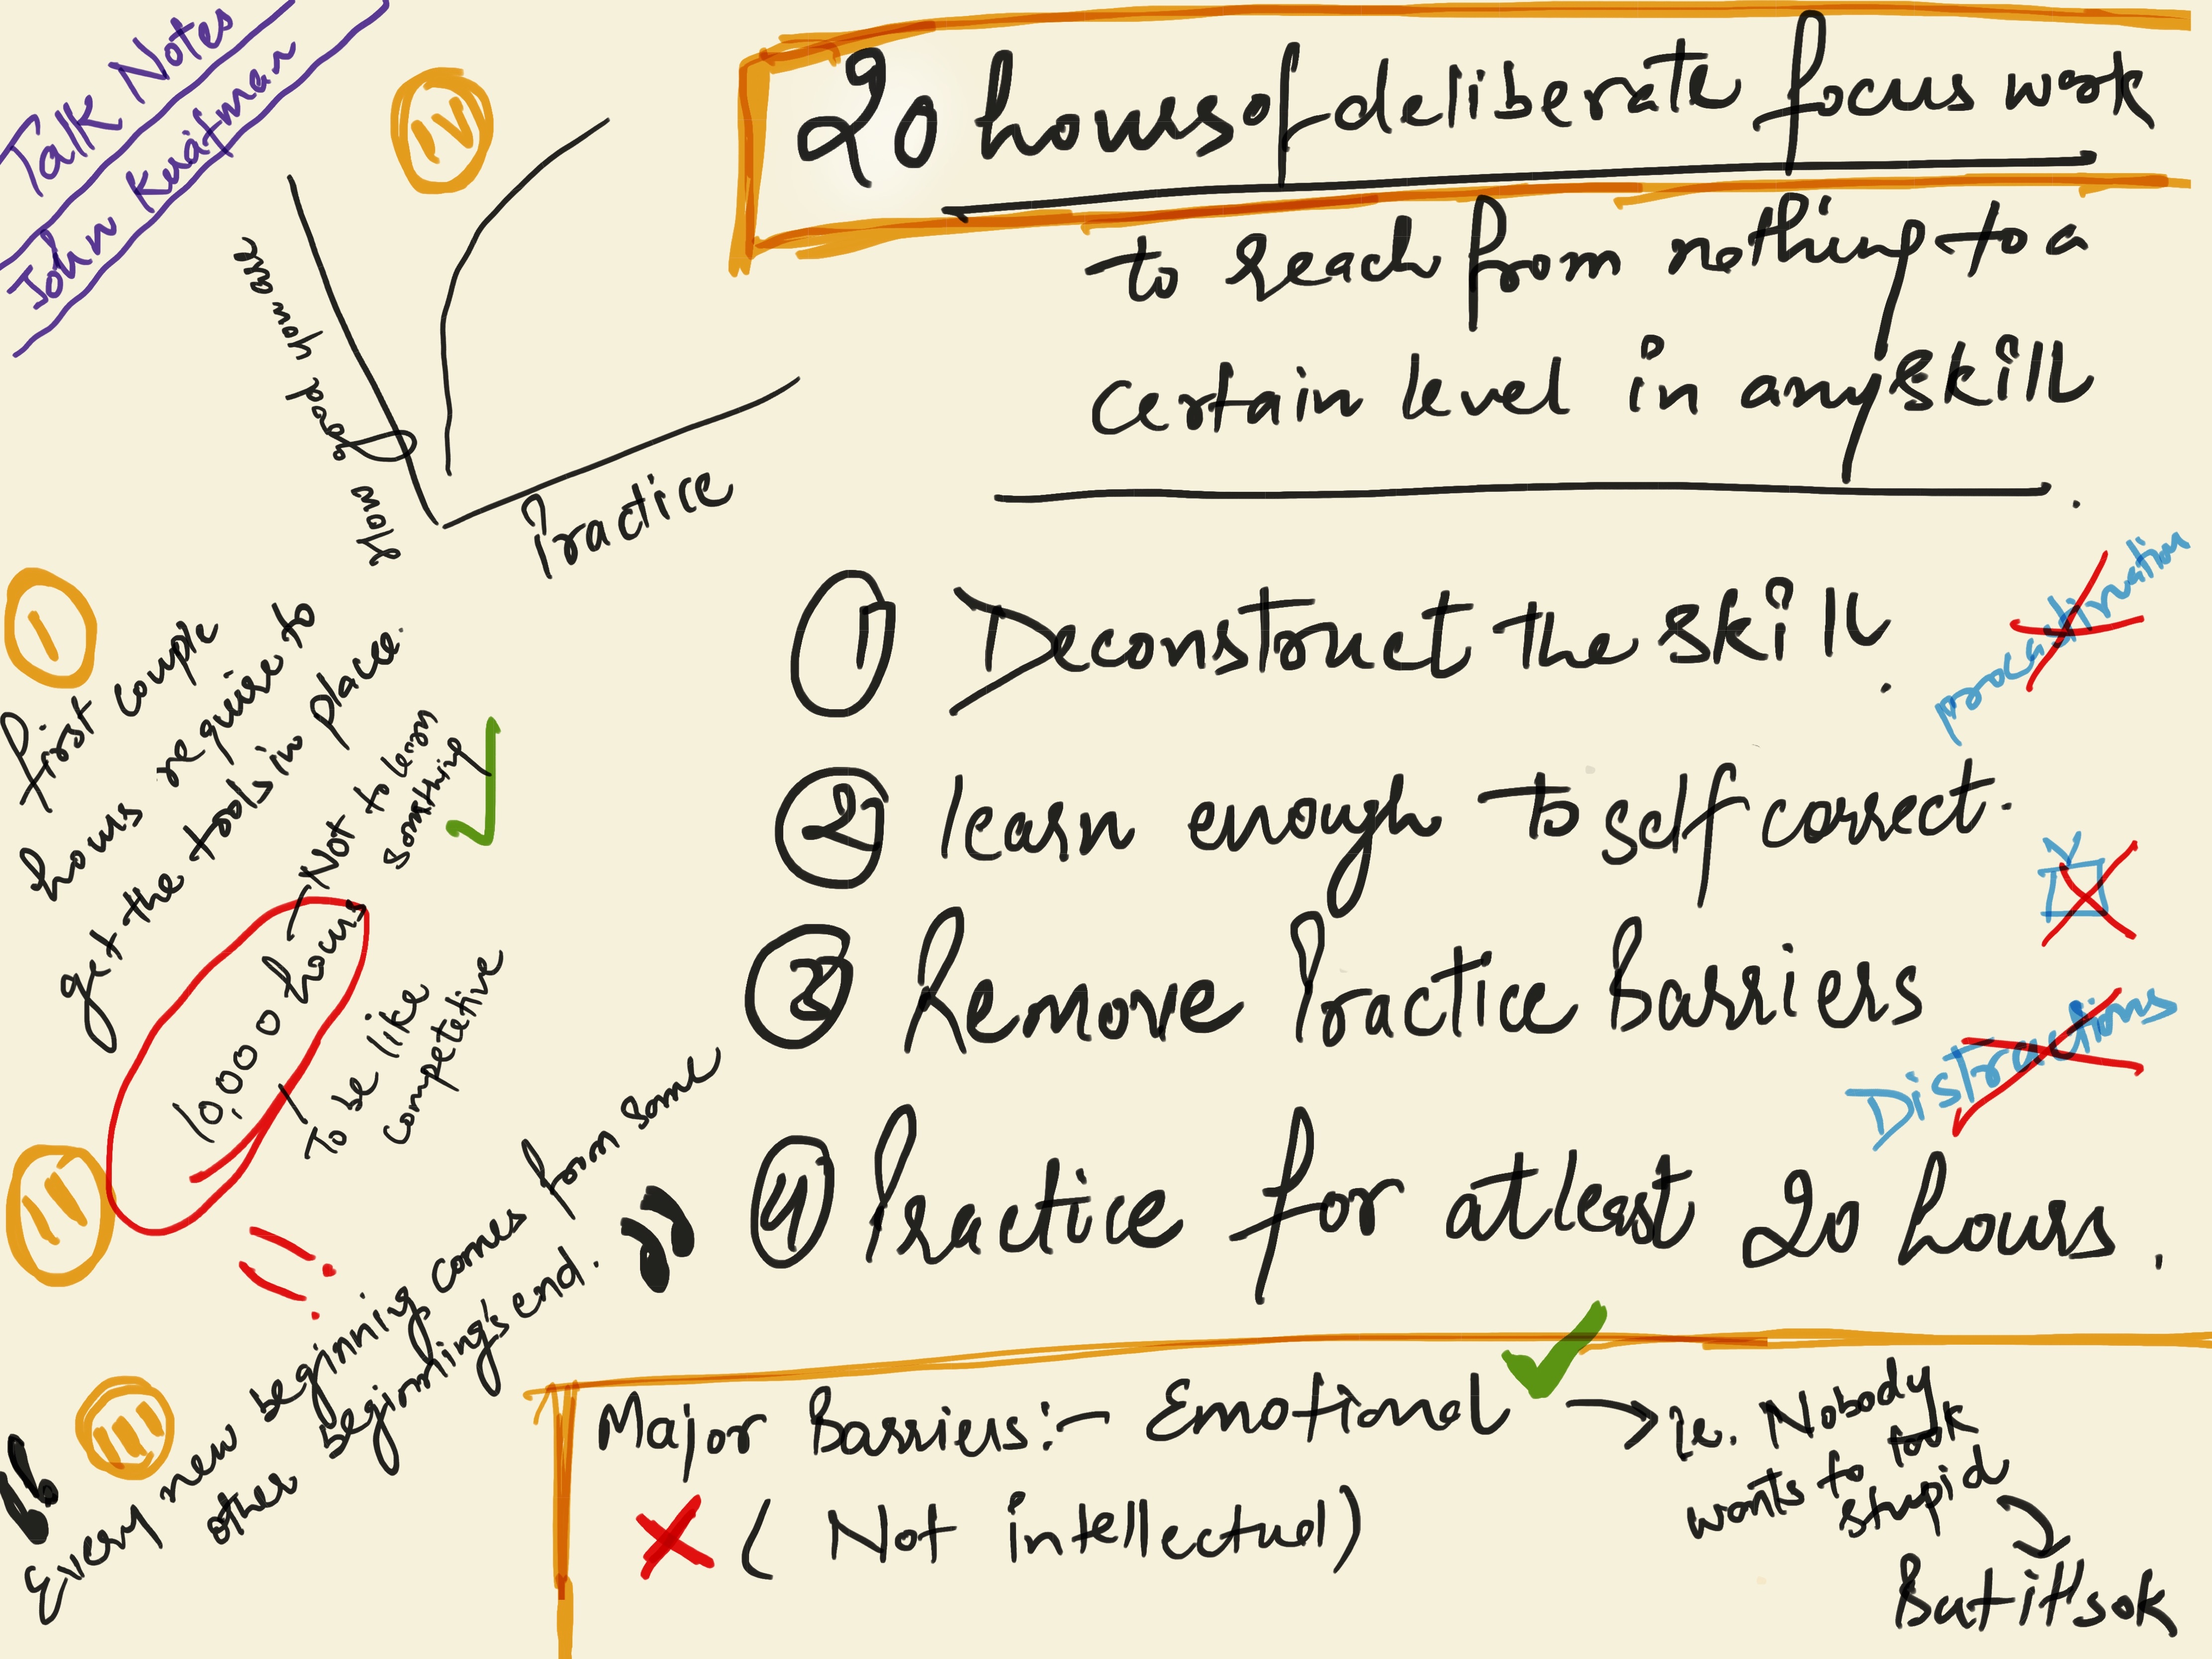 Talk Notes
John Kuafman
IV
how good you are
Practice
20 hours of deliberate focus work
to reach from nothing to a
certain level in any skill.
① Deconstruct the skill.
procrastination
② learn enough to self correct.
③ Remove Practice Barriers
Distractions
④ Practice for atleast 20 hours.
I
first couple
hours require to
get the tools in place.
II
10,000 hours
→ Not to learn
something
→ To be like
competetive
!!
III
" Every new beginning comes from some
other beginning's end. "
Major Barriers:- Emotional
→ ie. Nobody
wants to look
stupid
( Not intellectual)
But it's ok